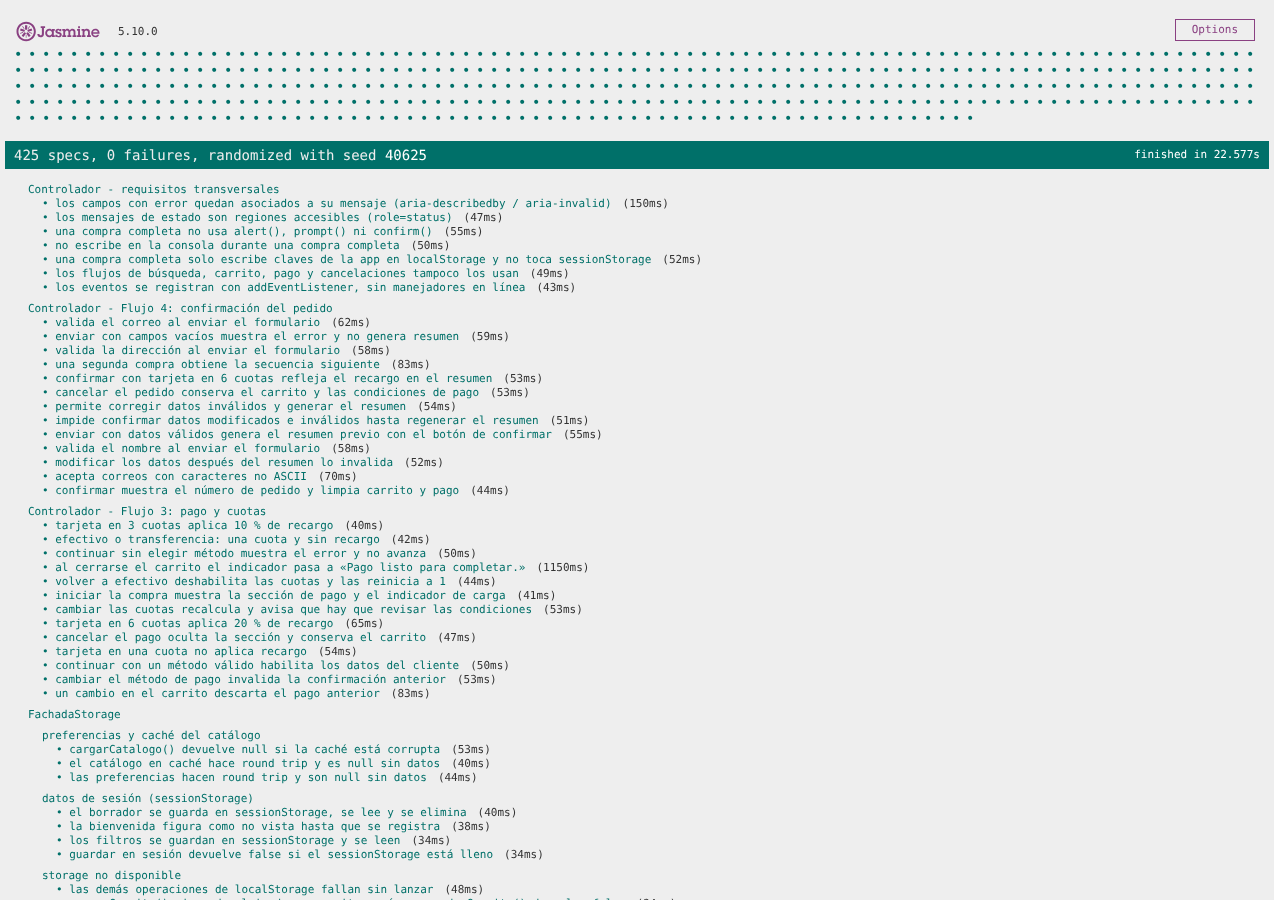 Jasmine 5.10.0 Options
425 specs, 0 failures, randomized with seed 40625 finished in 22.577s
Controlador - requisitos transversales
• los campos con error quedan asociados a su mensaje (aria-describedby / aria-invalid) (150ms)
• los mensajes de estado son regiones accesibles (role=status) (47ms)
• una compra completa no usa alert(), prompt() ni confirm() (55ms)
• no escribe en la consola durante una compra completa (50ms)
• una compra completa solo escribe claves de la app en localStorage y no toca sessionStorage (52ms)
• los flujos de búsqueda, carrito, pago y cancelaciones tampoco los usan (49ms)
• los eventos se registran con addEventListener, sin manejadores en línea (43ms)
Controlador - Flujo 4: confirmación del pedido
• valida el correo al enviar el formulario (62ms)
• enviar con campos vacíos muestra el error y no genera resumen (59ms)
• valida la dirección al enviar el formulario (58ms)
• una segunda compra obtiene la secuencia siguiente (83ms)
• confirmar con tarjeta en 6 cuotas refleja el recargo en el resumen (53ms)
• cancelar el pedido conserva el carrito y las condiciones de pago (53ms)
• permite corregir datos inválidos y generar el resumen (54ms)
• impide confirmar datos modificados e inválidos hasta regenerar el resumen (51ms)
• enviar con datos válidos genera el resumen previo con el botón de confirmar (55ms)
• valida el nombre al enviar el formulario (58ms)
• modificar los datos después del resumen lo invalida (52ms)
• acepta correos con caracteres no ASCII (70ms)
• confirmar muestra el número de pedido y limpia carrito y pago (44ms)
Controlador - Flujo 3: pago y cuotas
• tarjeta en 3 cuotas aplica 10 % de recargo (40ms)
• efectivo o transferencia: una cuota y sin recargo (42ms)
• continuar sin elegir método muestra el error y no avanza (50ms)
• al cerrarse el carrito el indicador pasa a «Pago listo para completar.» (1150ms)
• volver a efectivo deshabilita las cuotas y las reinicia a 1 (44ms)
• iniciar la compra muestra la sección de pago y el indicador de carga (41ms)
• cambiar las cuotas recalcula y avisa que hay que revisar las condiciones (53ms)
• tarjeta en 6 cuotas aplica 20 % de recargo (65ms)
• cancelar el pago oculta la sección y conserva el carrito (47ms)
• tarjeta en una cuota no aplica recargo (54ms)
• continuar con un método válido habilita los datos del cliente (50ms)
• cambiar el método de pago invalida la confirmación anterior (53ms)
• un cambio en el carrito descarta el pago anterior (83ms)
FachadaStorage
preferencias y caché del catálogo
• cargarCatalogo() devuelve null si la caché está corrupta (53ms)
• el catálogo en caché hace round trip y es null sin datos (40ms)
• las preferencias hacen round trip y son null sin datos (44ms)
datos de sesión (sessionStorage)
• el borrador se guarda en sessionStorage, se lee y se elimina (40ms)
• la bienvenida figura como no vista hasta que se registra (38ms)
• los filtros se guardan en sessionStorage y se leen (34ms)
• guardar en sesión devuelve false si el sessionStorage está lleno (34ms)
storage no disponible
• las demás operaciones de localStorage fallan sin lanzar (48ms)